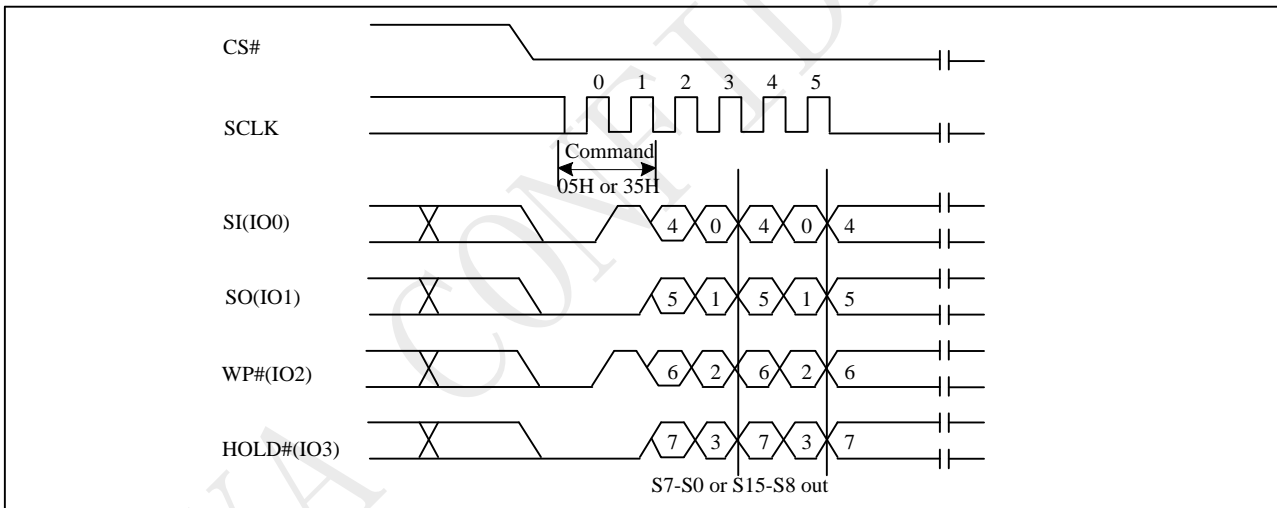 CS#
0 1 2 3 4 5
SCLK
Command
05H or 35H
SI(IO0) 4 0 4 0 4
SO(IO1) 5 1 5 1 5
WP#(IO2) 6 2 6 2 6
HOLD#(IO3) 7 3 7 3 7
S7-S0 or S15-S8 out